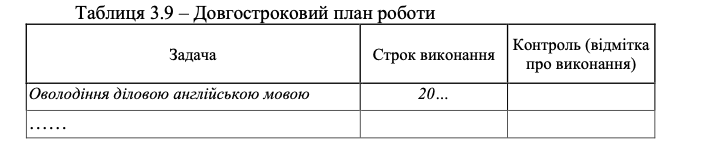 Таблиця 3.9 – Довгостроковий план роботи
Задача
Строк виконання
Контроль (відмітка
про виконання)
Оволодіння діловою англійською мовою
20…
……